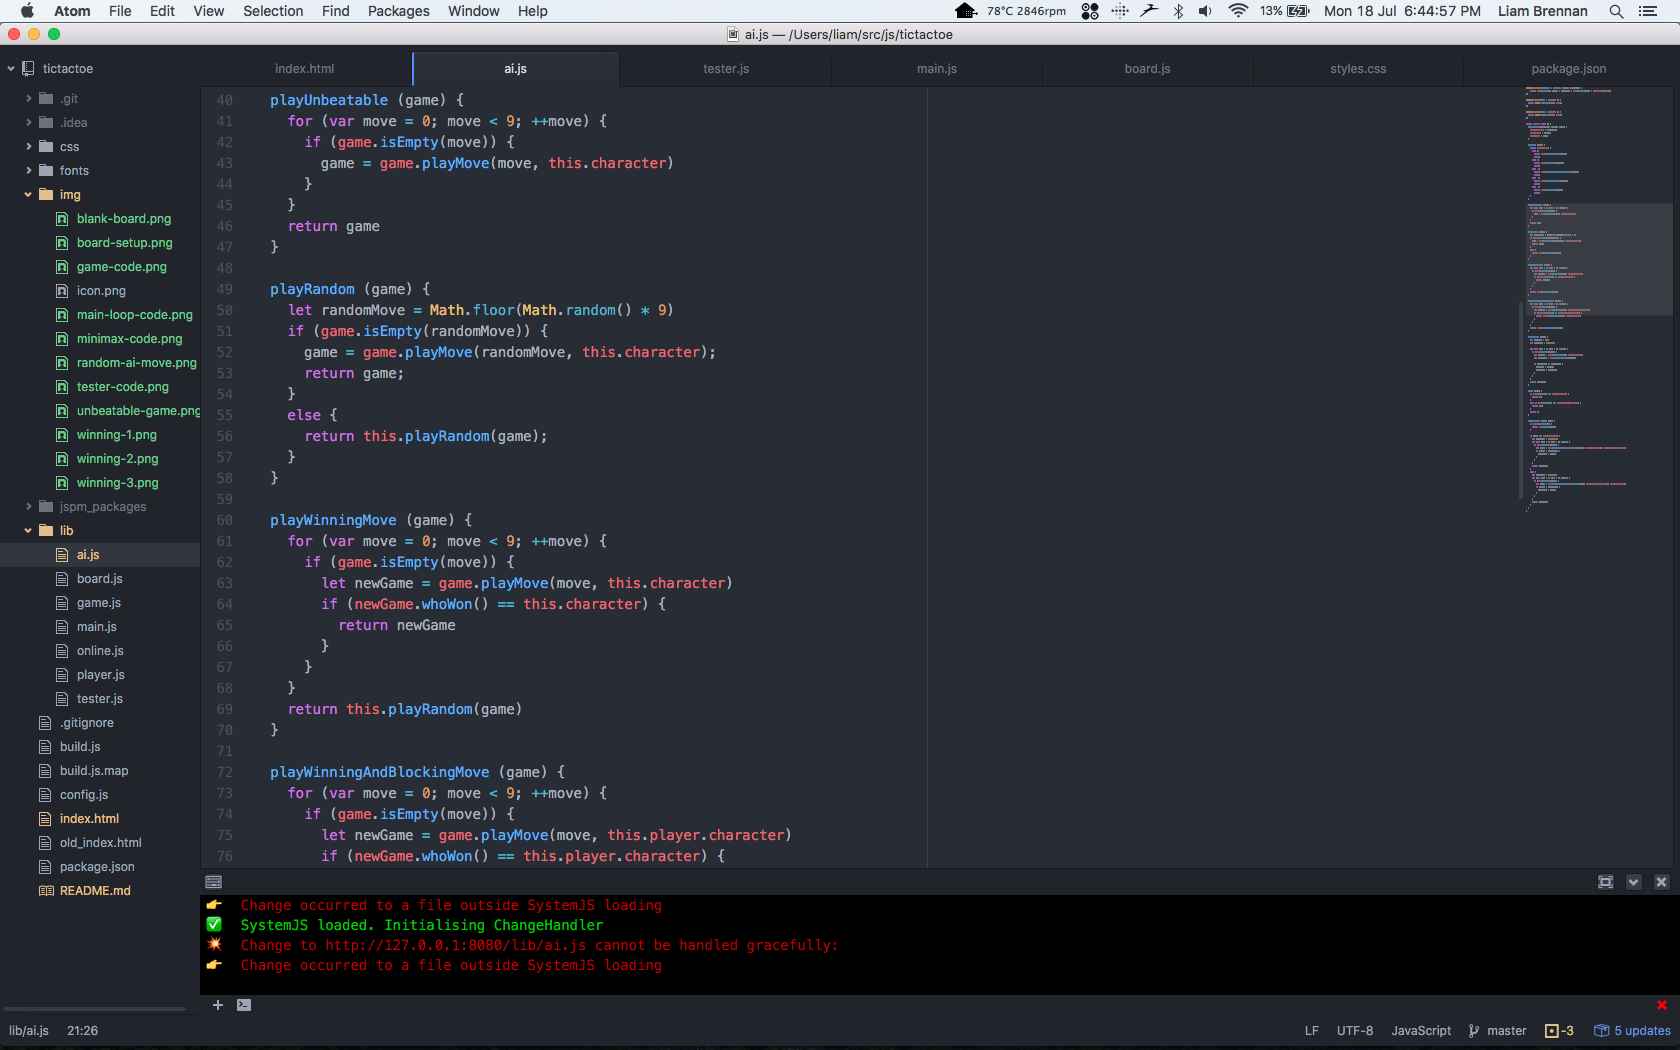 Atom File Edit View Selection Find Packages Window Help 78°C 2846rpm 13% Mon 18 Jul 6:44:57 PM Liam Brennan
ai.js — /Users/liam/src/js/tictactoe
tictactoe
index.html ai.js tester.js main.js board.js styles.css package.json
.git
.idea
css
fonts
img
blank-board.png
board-setup.png
game-code.png
icon.png
main-loop-code.png
minimax-code.png
random-ai-move.png
tester-code.png
unbeatable-game.png
winning-1.png
winning-2.png
winning-3.png
jspm_packages
lib
ai.js
board.js
game.js
main.js
online.js
player.js
tester.js
.gitignore
build.js
build.js.map
config.js
index.html
old_index.html
package.json
README.md
40 playUnbeatable (game) {
41 for (var move = 0; move < 9; ++move) {
42 if (game.isEmpty(move)) {
43 game = game.playMove(move, this.character)
44 }
45 }
46 return game
47 }
48
49 playRandom (game) {
50 let randomMove = Math.floor(Math.random() * 9)
51 if (game.isEmpty(randomMove)) {
52 game = game.playMove(randomMove, this.character);
53 return game;
54 }
55 else {
56 return this.playRandom(game);
57 }
58 }
59
60 playWinningMove (game) {
61 for (var move = 0; move < 9; ++move) {
62 if (game.isEmpty(move)) {
63 let newGame = game.playMove(move, this.character)
64 if (newGame.whoWon() == this.character) {
65 return newGame
66 }
67 }
68 }
69 return this.playRandom(game)
70 }
71
72 playWinningAndBlockingMove (game) {
73 for (var move = 0; move < 9; ++move) {
74 if (game.isEmpty(move)) {
75 let newGame = game.playMove(move, this.player.character)
76 if (newGame.whoWon() == this.player.character) {
Change occurred to a file outside SystemJS loading
SystemJS loaded. Initialising ChangeHandler
Change to http://127.0.0.1:8080/lib/ai.js cannot be handled gracefully:
Change occurred to a file outside SystemJS loading
lib/ai.js 21:26 LF UTF-8 JavaScript master -3 5 updates